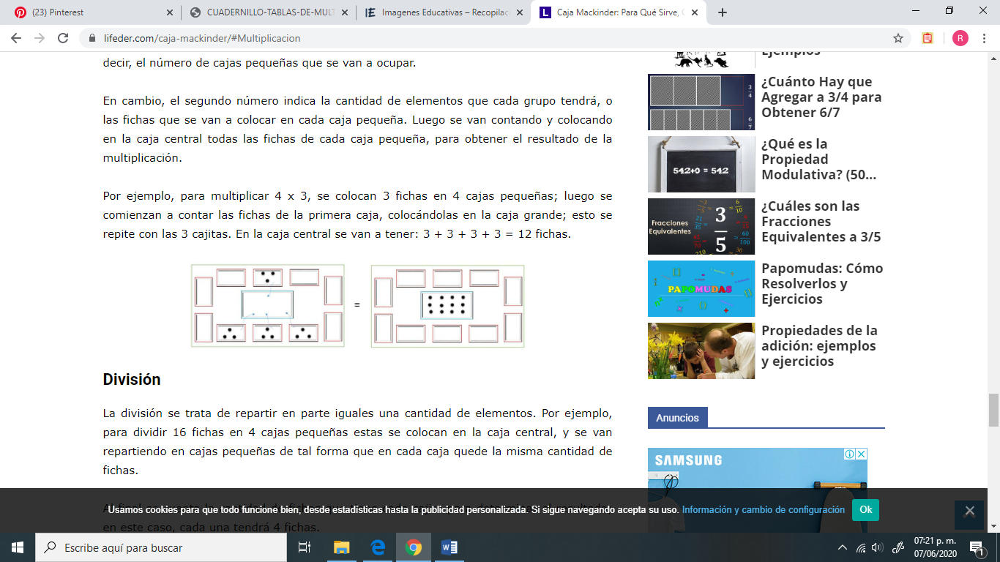 (23) Pinterest
CUADERNILLO-TABLAS-DE-MULT
Imagenes Educativas – Recopilac
Caja Mackinder: Para Qué Sirve, C
lifeder.com/caja-mackinder/#Multiplicacion
R
decir, el número de cajas pequeñas que se van a ocupar.
En cambio, el segundo número indica la cantidad de elementos que cada grupo tendrá, o
las fichas que se van a colocar en cada caja pequeña. Luego se van contando y colocando
en la caja central todas las fichas de cada caja pequeña, para obtener el resultado de la
multiplicación.
Por ejemplo, para multiplicar 4 x 3, se colocan 3 fichas en 4 cajas pequeñas; luego se
comienzan a contar las fichas de la primera caja, colocándolas en la caja grande; esto se
repite con las 3 cajitas. En la caja central se van a tener: 3 + 3 + 3 + 3 = 12 fichas.
=
División
La división se trata de repartir en parte iguales una cantidad de elementos. Por ejemplo,
para dividir 16 fichas en 4 cajas pequeñas estas se colocan en la caja central, y se van
repartiendo en cajas pequeñas de tal forma que en cada caja quede la misma cantidad de
fichas.
en este caso, cada una tendrá 4 fichas.
Ejemplos
3/4
6/7
¿Cuánto Hay que
Agregar a 3/4 para
Obtener 6/7
542+0 = 542
¿Qué es la
Propiedad
Modulativa? (50...
Fracciones
Equivalentes
3/5
6/10
21/35
60/100
¿Cuáles son las
Fracciones
Equivalentes a 3/5
PAPOMUDAS
Papomudas: Cómo
Resolverlos y
Ejercicios
Propiedades de la
adición: ejemplos
y ejercicios
Anuncios
SAMSUNG
Usamos cookies para que todo funcione bien, desde estadísticas hasta la publicidad personalizada. Si sigue navegando acepta su uso. Información y cambio de configuración
Ok
Escribe aquí para buscar
07:21 p. m.
07/06/2020
1